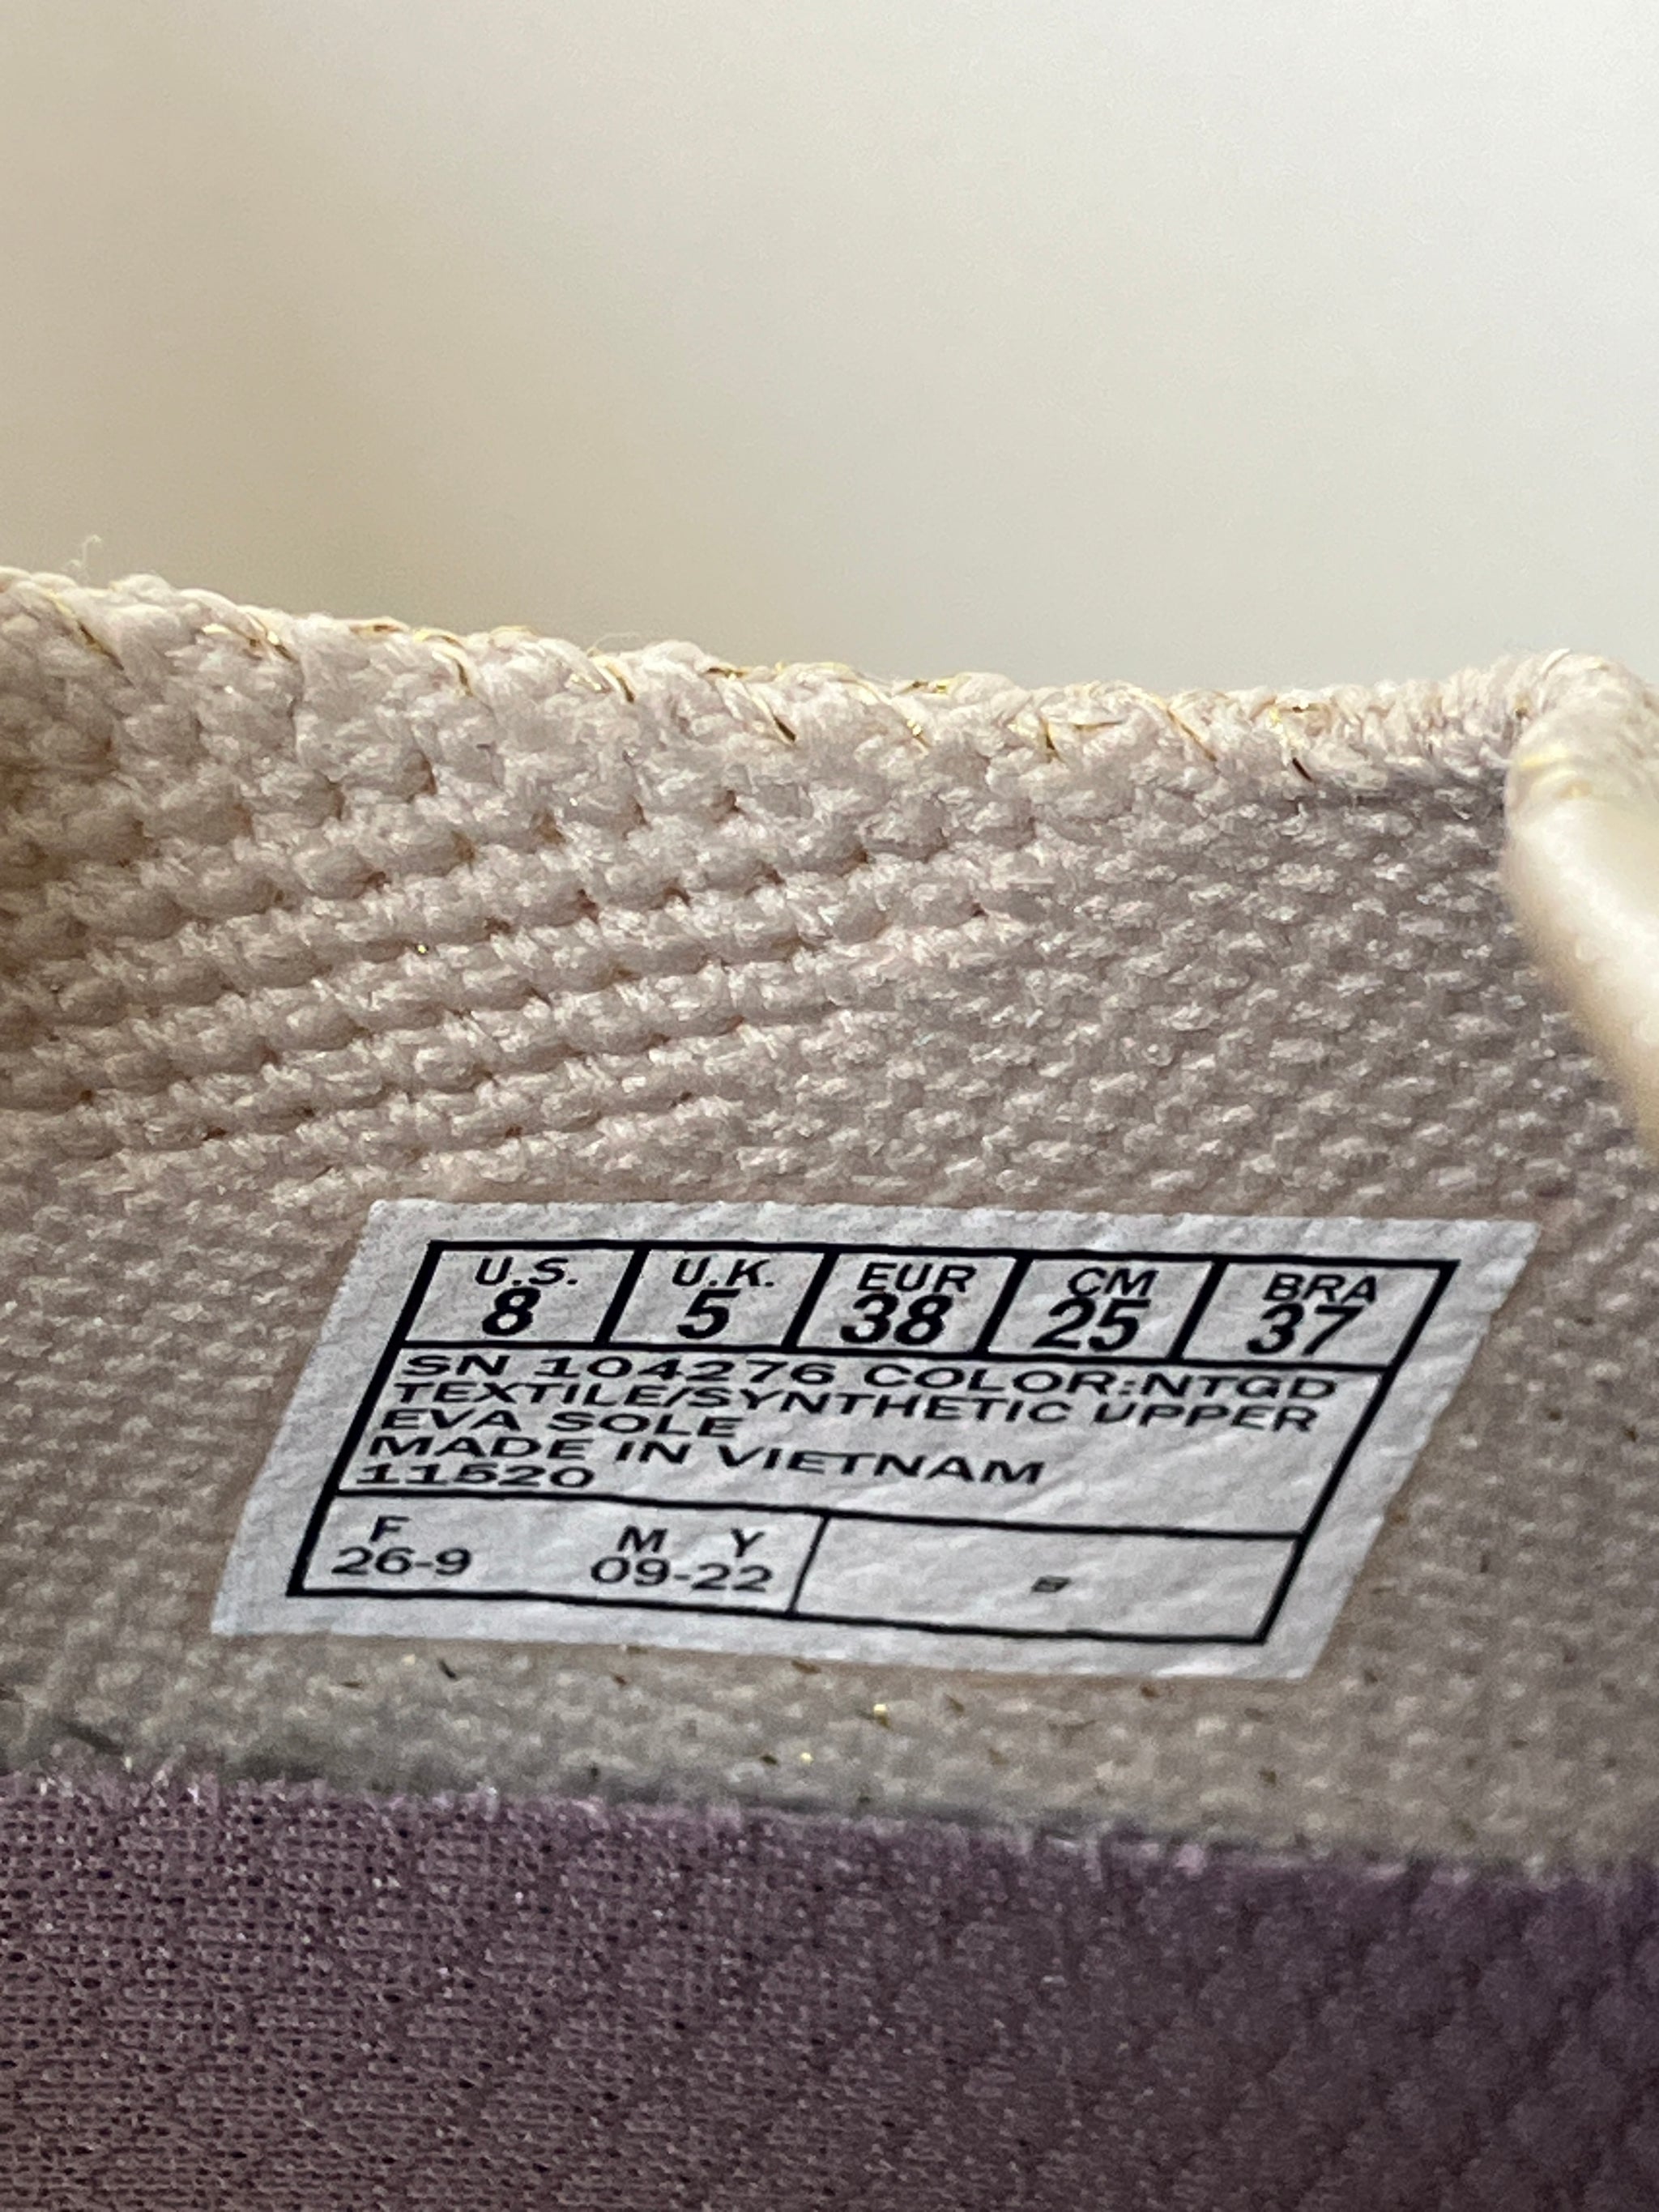 U.S. U.K. EUR CM BRA
8 5 38 25 37
SN 104276 COLOR:NTGD
TEXTILE/SYNTHETIC UPPER
EVA SOLE
MADE IN VIETNAM
11520
F M Y
26-9 09-22